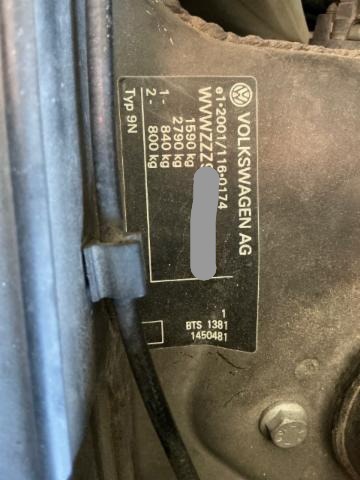 VOLKSWAGEN AG
e1*2001/116*0174
WVWZZZ9
1590 kg
2790 kg
1- 840 kg
2- 800 kg
Typ 9N
1
BTS 1381
1450481